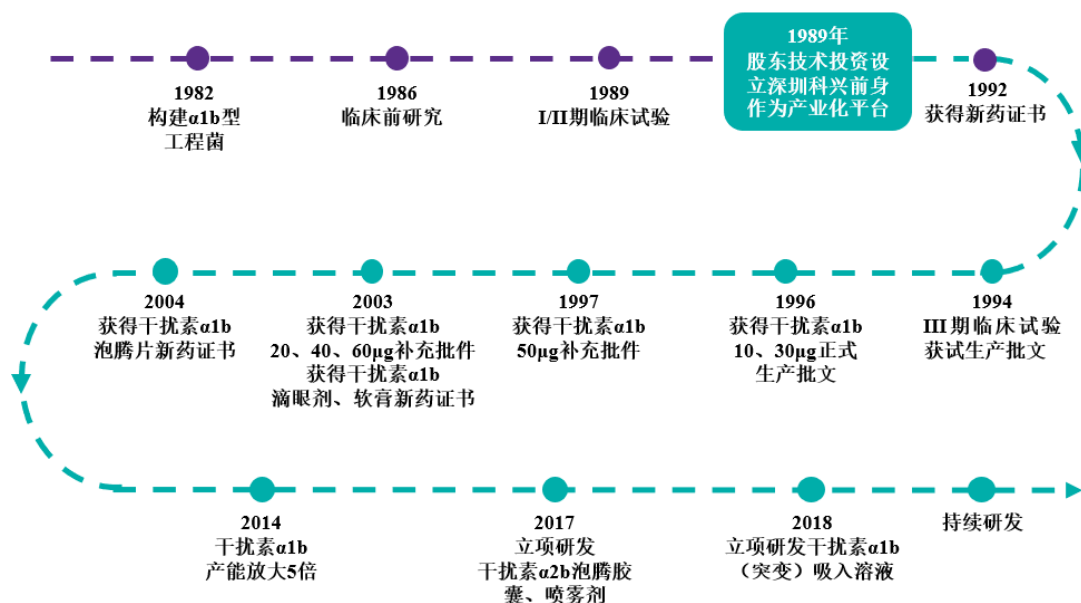 1982
构建α1b型
工程菌
1986
临床前研究
1989
I/II期临床试验
1989年
股东技术投资设
立深圳科兴前身
作为产业化平台
1992
获得新药证书
1994
III期临床试验
获试生产批文
1996
获得干扰素α1b
10、30μg正式
生产批文
1997
获得干扰素α1b
50μg补充批件
2003
获得干扰素α1b
20、40、60μg补充批件
获得干扰素α1b
滴眼剂、软膏新药证书
2004
获得干扰素α1b
泡腾片新药证书
2014
干扰素α1b
产能放大5倍
2017
立项研发
干扰素α2b泡腾胶
囊、喷雾剂
2018
立项研发干扰素α1b
（突变）吸入溶液
持续研发